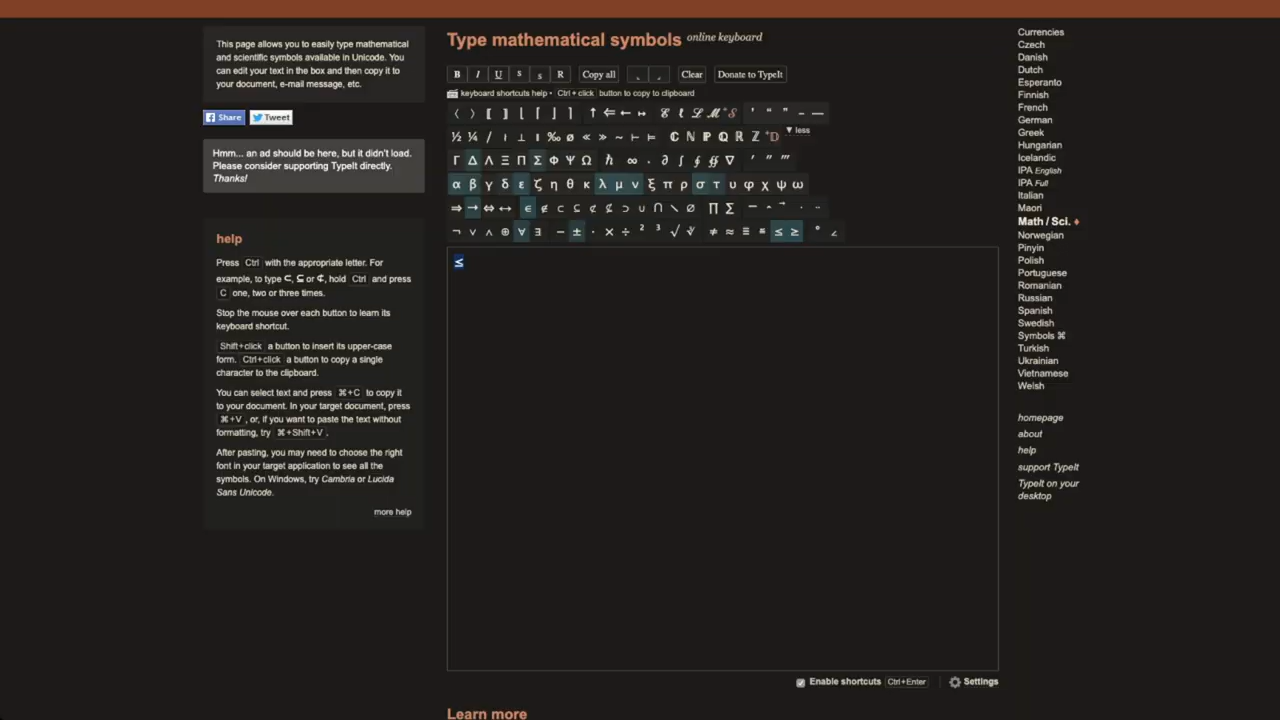 This page allows you to easily type mathematical
and scientific symbols available in Unicode. You
can edit your text in the box and then copy it to
your document, e-mail message, etc.
Share Tweet
Hmm... an ad should be here, but it didn't load.
Please consider supporting TypeIt directly.
Thanks!
help
Press Ctrl with the appropriate letter. For
example, to type ⊂, ⊆ or ⊄, hold Ctrl and press
C one, two or three times.
Stop the mouse over each button to learn its
keyboard shortcut.
Shift+click a button to insert its upper-case
form. Ctrl+click a button to copy a single
character to the clipboard.
You can select text and press ⌘+C to copy it
to your document. In your target document, press
⌘+V , or, if you want to paste the text without
formatting, try ⌘+Shift+V .
After pasting, you may need to choose the right
font in your target application to see all the
symbols. On Windows, try Cambria or Lucida
Sans Unicode.
more help
Type mathematical symbols online keyboard
B I U s s R Copy all Clear Donate to TypeIt
keyboard shortcuts help • Ctrl + click button to copy to clipboard
〈 〉 ⟦ ⟧ ⌊ ⌈ ⌋ ⌉ ↑ ⇐ ← ↦ ' “ ” – —
½ ¼ / ‰ ø « » ~ ⊢ ⊨ ℂ ℕ ℙ ℚ ℝ ℤ ▼ less
Γ Δ Λ Ξ Π Σ Φ Ψ Ω ℏ ∞ ∂ ∫ ∮ ∯ ∇ ′ ″ ‴
α β γ δ ε ζ η θ κ λ μ ν ξ π ρ σ τ υ φ χ ψ ω
⇒ → ⇔ ↔ ∈ ∉ ⊂ ⊆ ⊄ ⊈ ⊃ ∪ ∩ ∖ ∅ ∏ ∑
¬ ∨ ∧ ⊕ ∀ ∃ − ± · × ÷ ² ³ √ ∛ ≠ ≈ ≡ ≤ ≥ ° ∠
≤
Enable shortcuts Ctrl+Enter Settings
Learn more
Currencies
Czech
Danish
Dutch
Esperanto
Finnish
French
German
Greek
Hungarian
Icelandic
IPA English
IPA Full
Italian
Maori
Math / Sci. ♦
Norwegian
Pinyin
Polish
Portuguese
Romanian
Russian
Spanish
Swedish
Symbols ⌘
Turkish
Ukrainian
Vietnamese
Welsh
homepage
about
help
support TypeIt
TypeIt on your
desktop